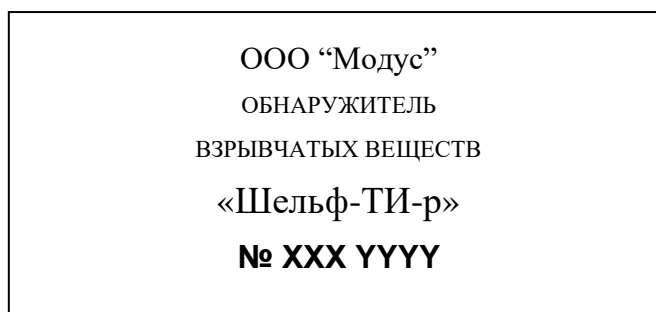 ООО “Модус”
ОБНАРУЖИТЕЛЬ
ВЗРЫВЧАТЫХ ВЕЩЕСТВ
«Шельф-ТИ-р»
№ XXX YYYY